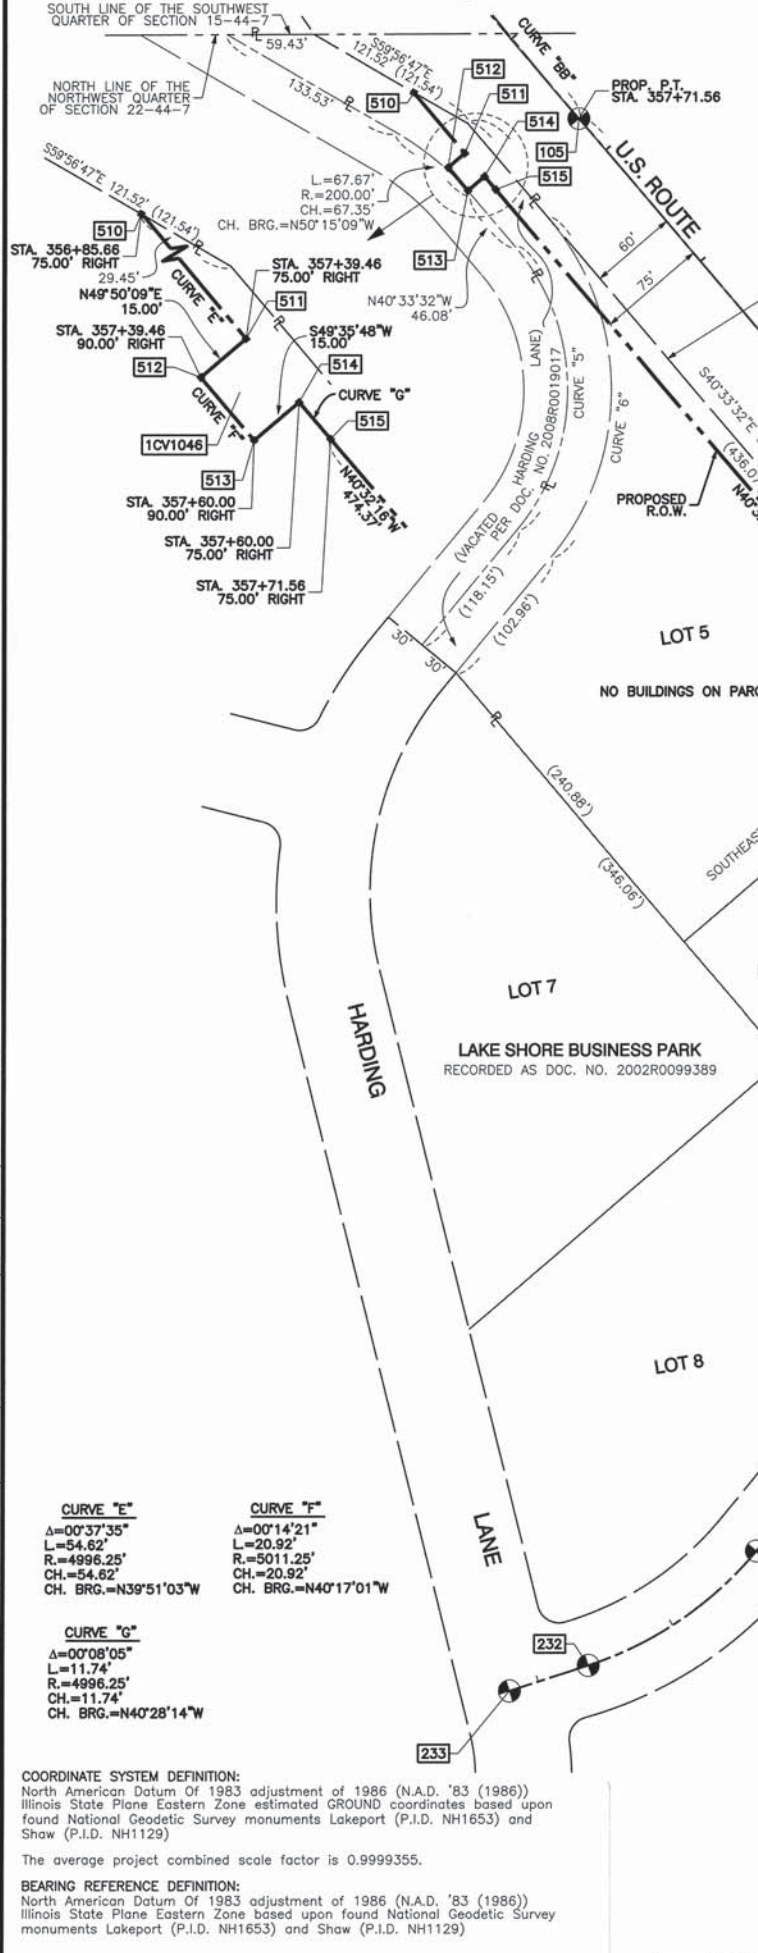 SOUTH LINE OF THE SOUTHWEST
QUARTER OF SECTION 15-44-7
NORTH LINE OF THE
NORTHWEST QUARTER
OF SECTION 22-44-7
59.43'
133.53'
S59°56'47"E
121.52' (121.54')
CURVE "BB"
PROP. P.T.
STA. 357+71.56
U.S. ROUTE
510
512
511
514
105
515
513
L.=67.67'
R.=200.00'
CH.=67.35'
CH. BRG.=N50°15'09"W
N40°33'32"W
46.08'
60'
75'
S40°33'32"E
(436.07
PROPOSED
R.O.W.
N40°3
S59°56'47"E 121.52' (121.54')
510
STA. 356+85.66
75.00' RIGHT
29.45'
CURVE "E"
N49°50'09"E
15.00'
STA. 357+39.46
75.00' RIGHT
511
STA. 357+39.46
90.00' RIGHT
512
S49°35'48"W
15.00'
514
CURVE "G"
515
CURVE "F"
1CV1046
513
STA. 357+60.00
90.00' RIGHT
STA. 357+60.00
75.00' RIGHT
STA. 357+71.56
75.00' RIGHT
N40°32'16"W
474.37'
(VACATED HARDING LANE)
PER DOC. NO. 2008R0019017
CURVE "5"
CURVE "6"
(118.15')
(102.96')
30'
30'
LOT 5
NO BUILDINGS ON PARC
(240.88')
(346.06')
SOUTHEAS
LOT 7
LAKE SHORE BUSINESS PARK
RECORDED AS DOC. NO. 2002R0099389
HARDING
LOT 8
LANE
CURVE "E"
Δ=00°37'35"
L.=54.62'
R.=4996.25'
CH.=54.62'
CH. BRG.=N39°51'03"W
CURVE "F"
Δ=00°14'21"
L.=20.92'
R.=5011.25'
CH.=20.92'
CH. BRG.=N40°17'01"W
CURVE "G"
Δ=00°08'05"
L.=11.74'
R.=4996.25'
CH.=11.74'
CH. BRG.=N40°28'14"W
232
233
COORDINATE SYSTEM DEFINITION:
North American Datum Of 1983 adjustment of 1986 (N.A.D. '83 (1986))
Illinois State Plane Eastern Zone estimated GROUND coordinates based upon
found National Geodetic Survey monuments Lakeport (P.I.D. NH1653) and
Shaw (P.I.D. NH1129)
The average project combined scale factor is 0.9999355.
BEARING REFERENCE DEFINITION:
North American Datum Of 1983 adjustment of 1986 (N.A.D. '83 (1986))
Illinois State Plane Eastern Zone based upon found National Geodetic Survey
monuments Lakeport (P.I.D. NH1653) and Shaw (P.I.D. NH1129)